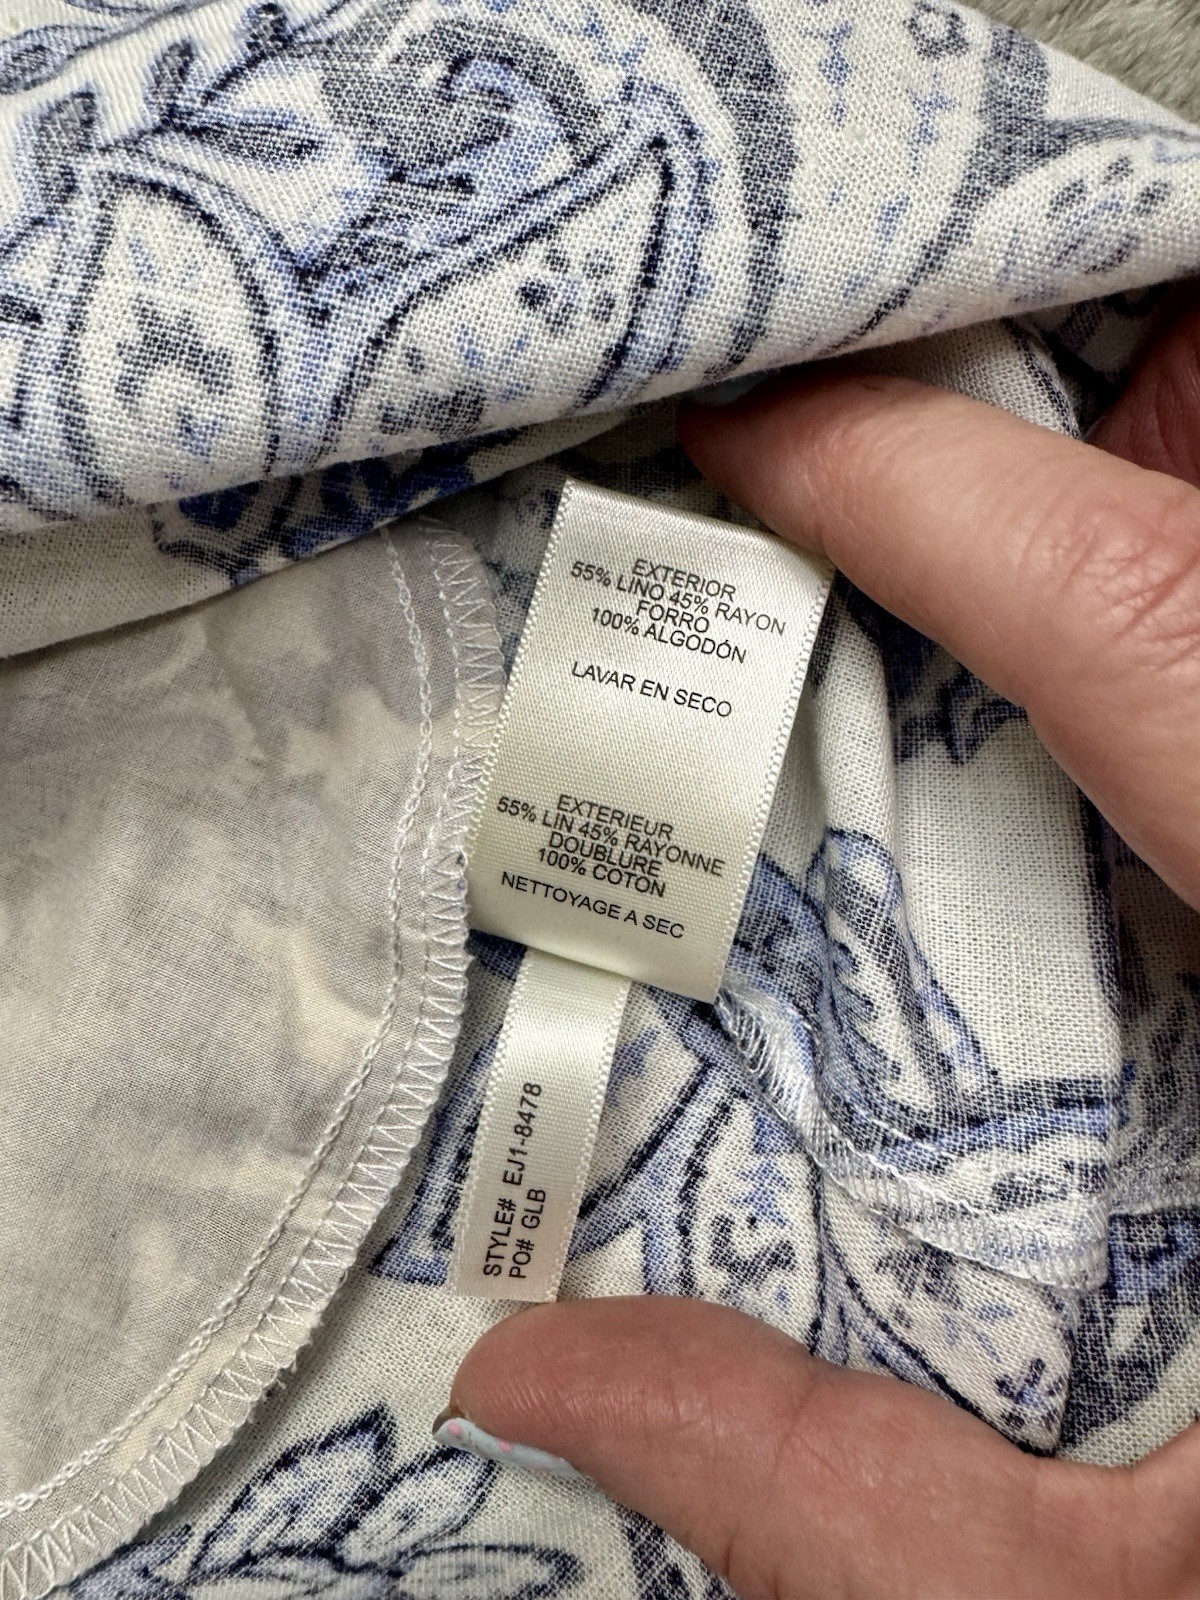 EXTERIOR
55% LINO 45% RAYON
FORRO
100% ALGODÓN
LAVAR EN SECO
EXTERIEUR
55% LIN 45% RAYONNE
DOUBLURE
100% COTON
NETTOYAGE A SEC
STYLE# EJ1-8478
PO# GLB